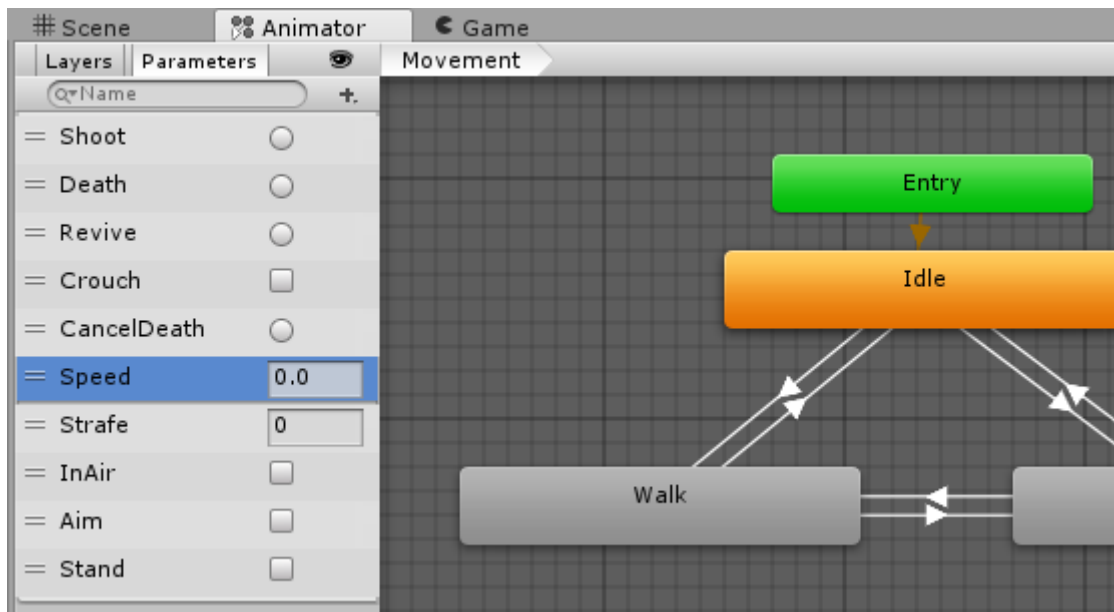 Scene
Animator
Game
Layers
Parameters
Movement
Name
Shoot
Death
Revive
Crouch
CancelDeath
Speed 0.0
Strafe 0
InAir
Aim
Stand
Entry
Idle
Walk